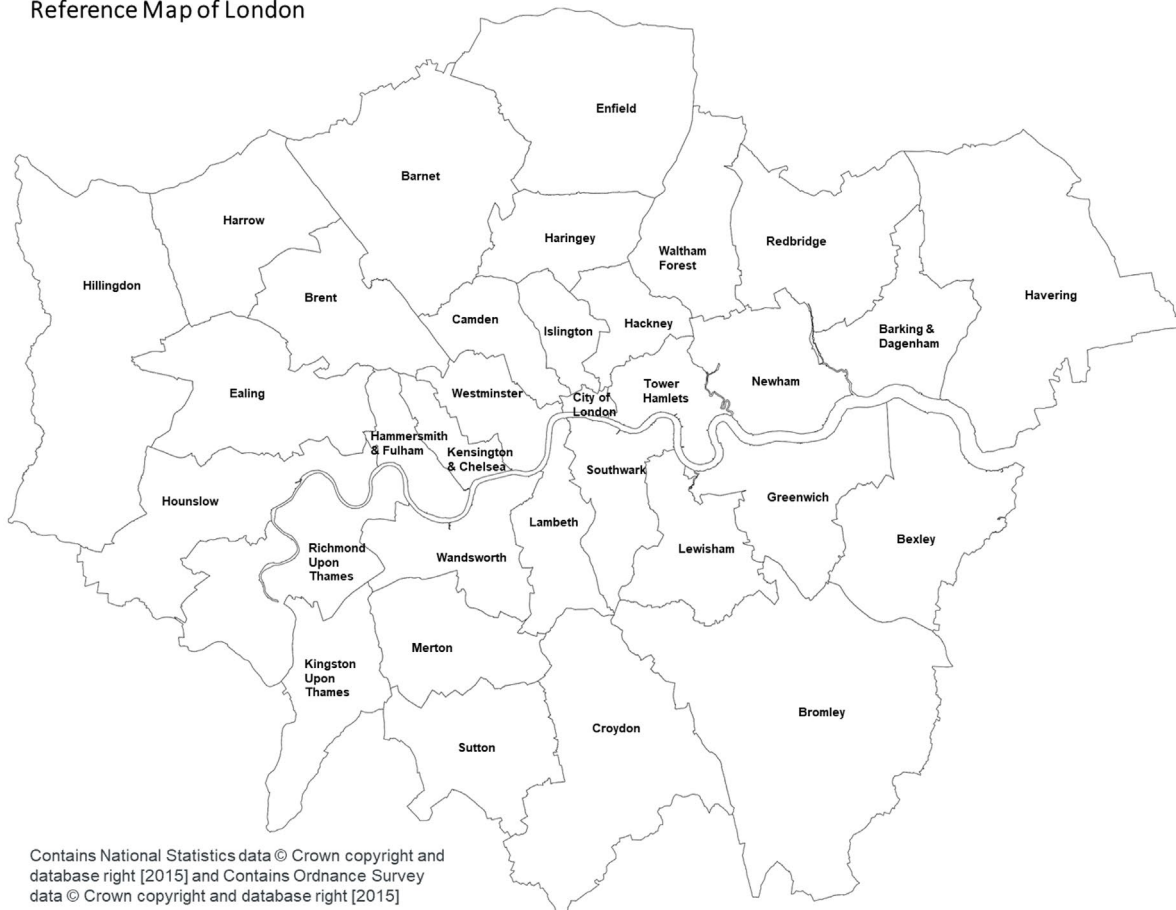 Reference Map of London
Enfield
Barnet
Harrow
Haringey
Waltham
Forest
Redbridge
Hillingdon
Brent
Havering
Camden
Islington
Hackney
Barking &
Dagenham
Ealing
Westminster
City of
London
Tower
Hamlets
Newham
Hammersmith
& Fulham
Kensington
& Chelsea
Southwark
Hounslow
Greenwich
Lambeth
Bexley
Richmond
Upon
Thames
Wandsworth
Lewisham
Merton
Kingston
Upon
Thames
Bromley
Croydon
Sutton
Contains National Statistics data © Crown copyright and
database right [2015] and Contains Ordnance Survey
data © Crown copyright and database right [2015]